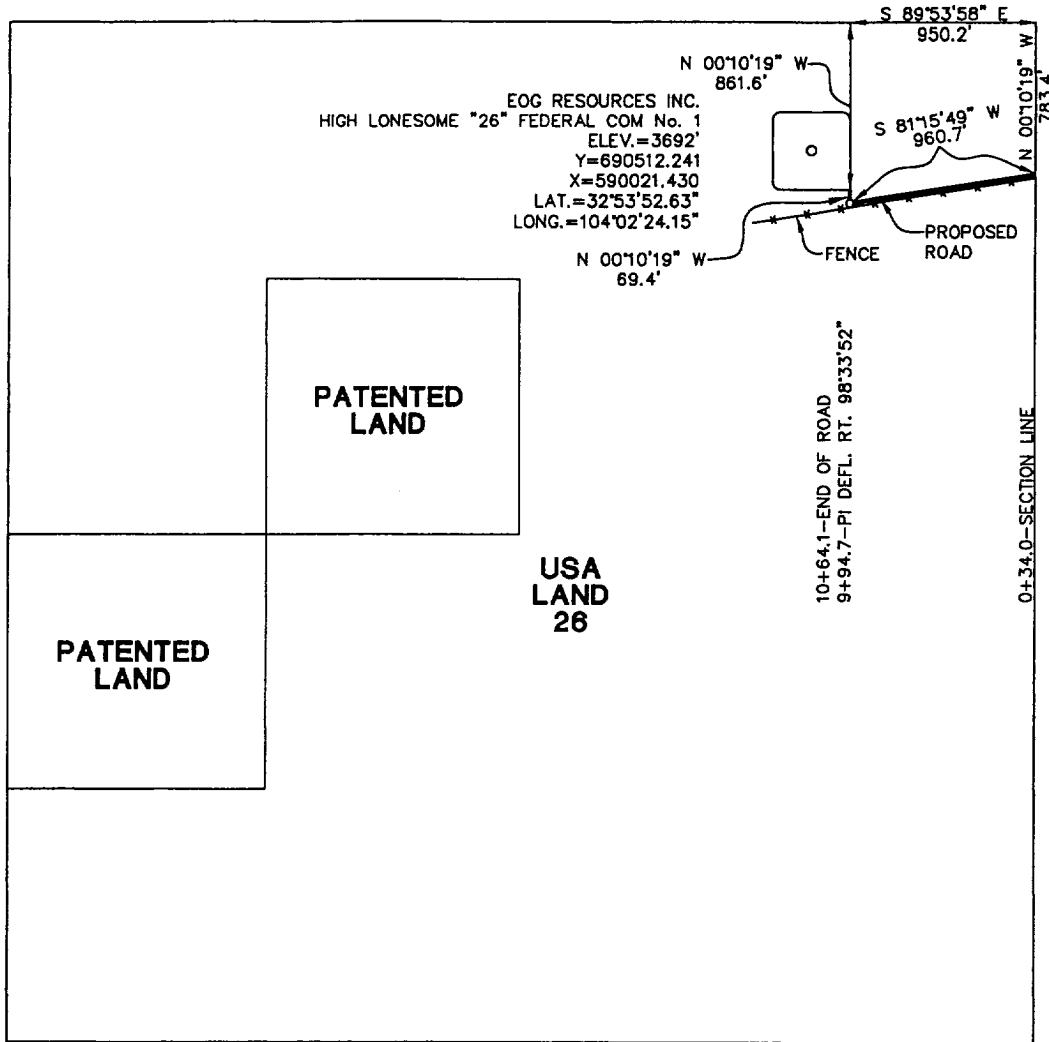 S 89°53'58" E
950.2'
N 00°10'19" W
783.4'
N 00°10'19" W
861.6'
EOG RESOURCES INC.
HIGH LONESOME "26" FEDERAL COM No. 1
ELEV.=3692'
Y=690512.241
X=590021.430
LAT.=32°53'52.63"
LONG.=104°02'24.15"
S 81°15'49" W
960.7'
PROPOSED
ROAD
FENCE
N 00°10'19" W
69.4'
10+64.1-END OF ROAD
9+94.7-PI DEFL. RT. 98°33'52"
0+34.0-SECTION LINE
PATENTED
LAND
USA
LAND
26
PATENTED
LAND